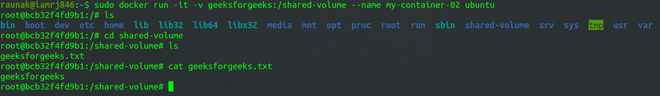 raunak@iamrj846:~$ sudo docker run -it -v geeksforgeeks:/shared-volume --name my-container-02 ubuntu
root@bcb32f4fd9b1:/# ls
bin boot dev etc home lib lib32 lib64 libx32 media mnt opt proc root run sbin shared-volume srv sys tmp usr var
root@bcb32f4fd9b1:/# cd shared-volume
root@bcb32f4fd9b1:/shared-volume# ls
geeksforgeeks.txt
root@bcb32f4fd9b1:/shared-volume# cat geeksforgeeks.txt
geeksforgeeks
root@bcb32f4fd9b1:/shared-volume#